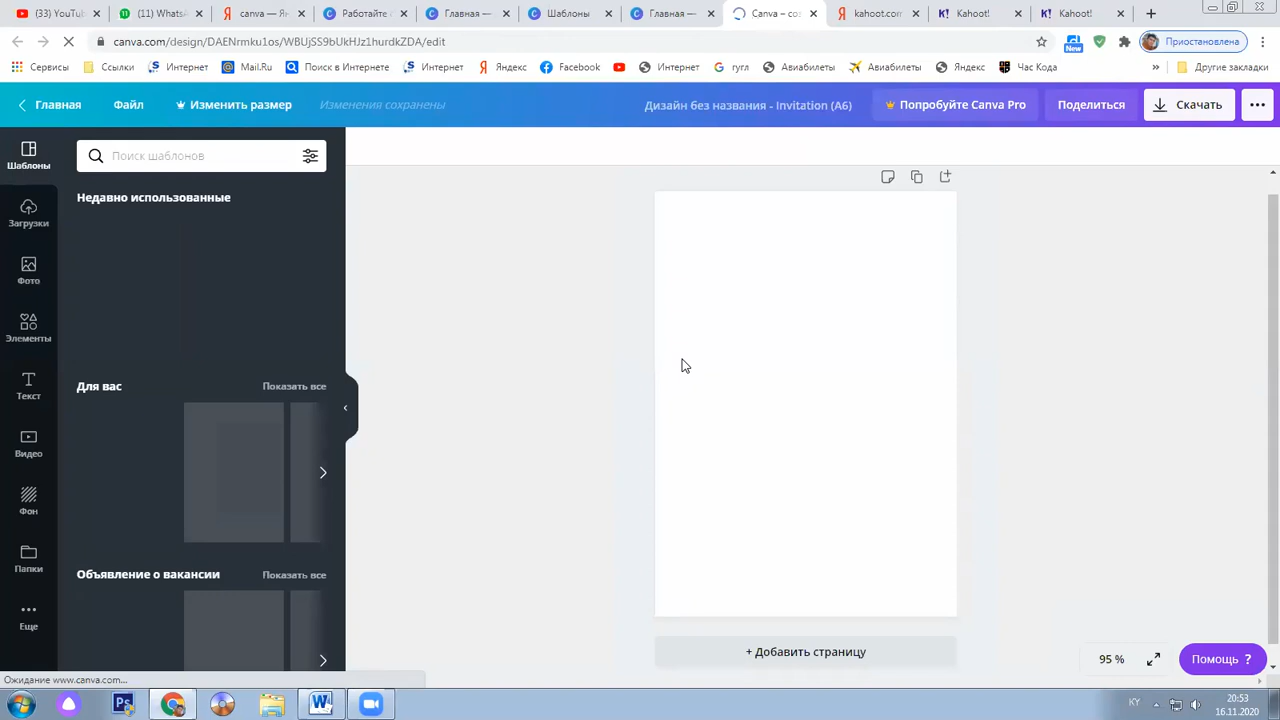 (33) YouTub
(11) Whats
canva — Ян
Работайте
Главная —
Шаблоны
Главная —
Canva – соз
kahoot.com
Kahoot!
Kahoot!
canva.com/design/DAENrmku1os/WBUjSS9bUkHJz1hurdkZDA/edit
New
Приостановлена
Сервисы
Ссылки
Интернет
Mail.Ru
Поиск в Интернете
Интернет
Яндекс
Facebook
Интернет
гугл
Авиабилеты
Авиабилеты
Яндекс
Час Кода
»
Другие закладки
Главная
Файл
Изменить размер
Изменения сохранены
Дизайн без названия - Invitation (A6)
Попробуйте Canva Pro
Поделиться
Скачать
Шаблоны
Поиск шаблонов
Недавно использованные
Загрузки
Фото
Элементы
Текст
Для вас
Показать все
Видео
Фон
Папки
Объявление о вакансии
Показать все
Еще
+ Добавить страницу
95 %
Помощь ?
Ожидание www.canva.com...
Ps
W
KY
20:53
16.11.2020